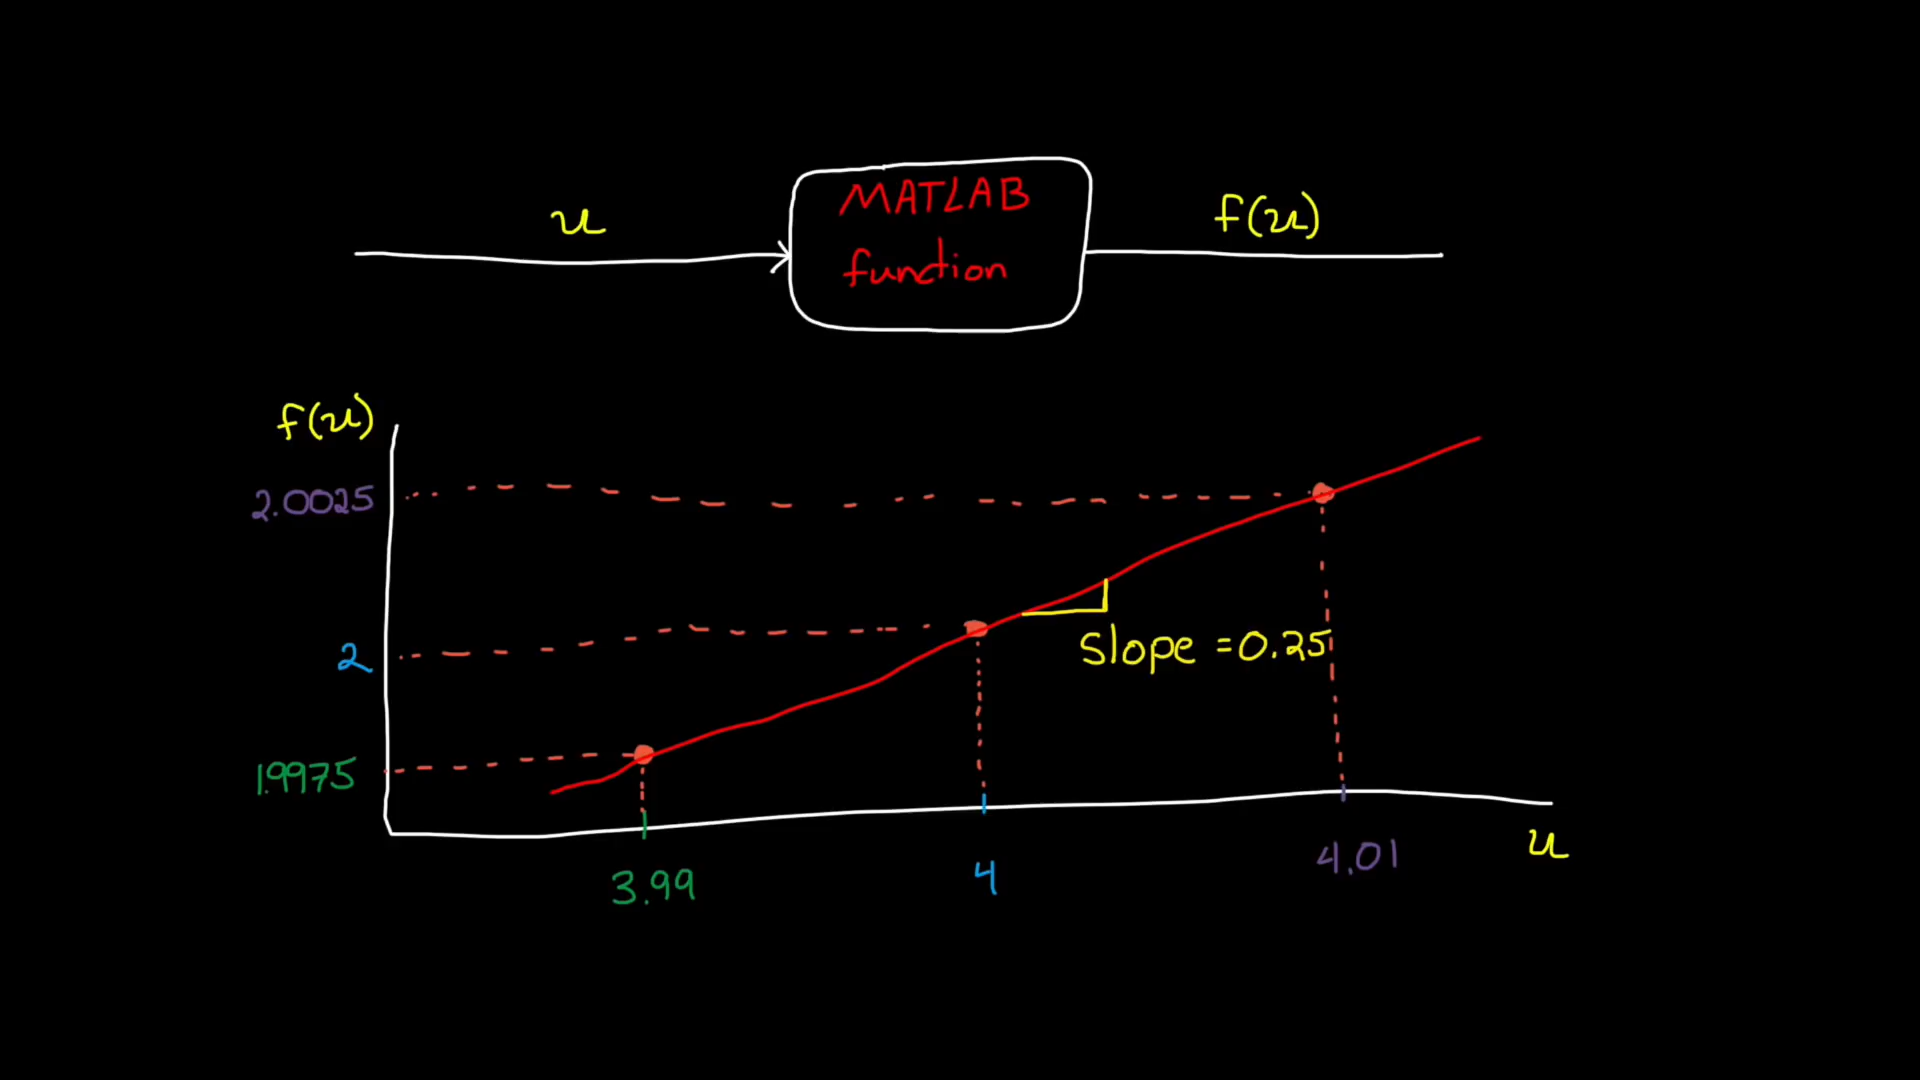 u
MATLAB
function
f(u)
f(u)
2.0025
2
1.9975
Slope = 0.25
3.99
4
4.01
u